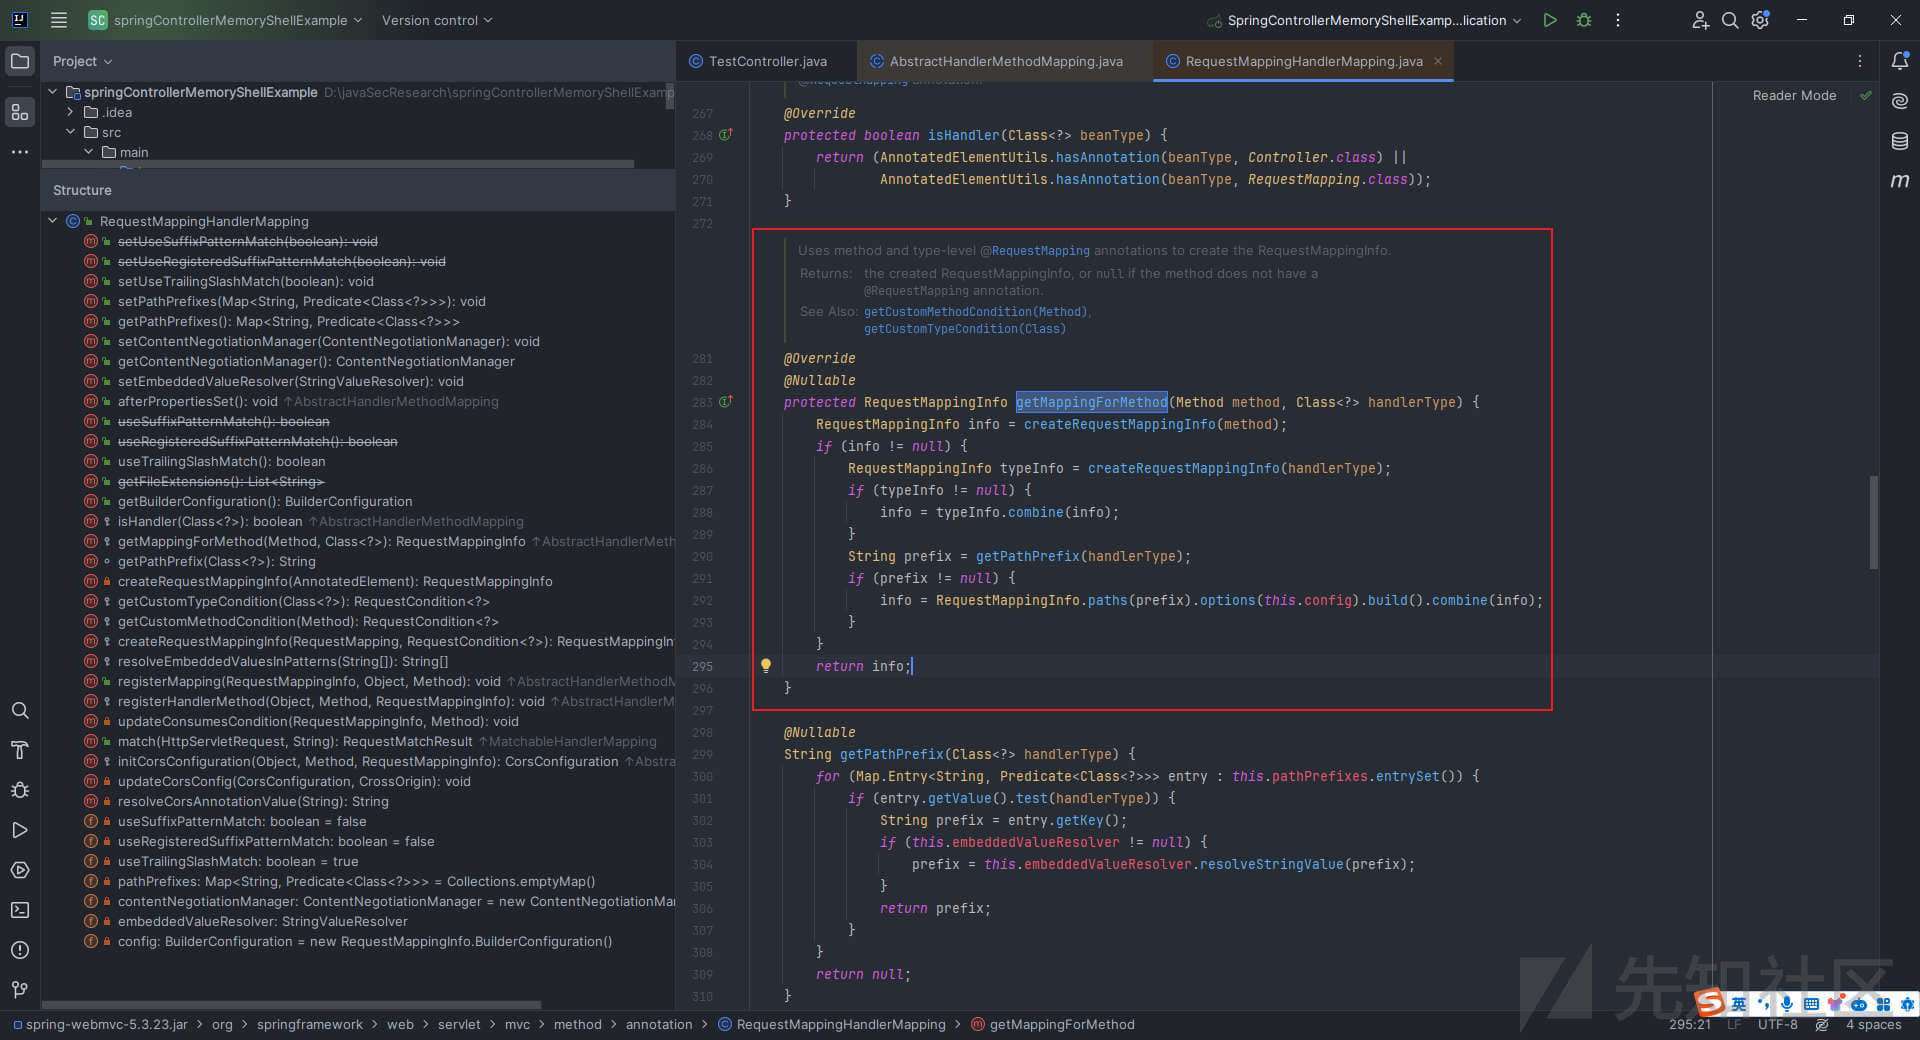 SC springControllerMemoryShellExample Version control
SpringControllerMemoryShellExamp...lication
Project
TestController.java
AbstractHandlerMethodMapping.java
RequestMappingHandlerMapping.java
springControllerMemoryShellExample D:\javaSecResearch\springControllerMemoryShellExamp
.idea
src
main
Structure
RequestMappingHandlerMapping
setUseSuffixPatternMatch(boolean): void
setUseRegisteredSuffixPatternMatch(boolean): void
setUseTrailingSlashMatch(boolean): void
setPathPrefixes(Map<String, Predicate<Class<?>>>): void
getPathPrefixes(): Map<String, Predicate<Class<?>>>
setContentNegotiationManager(ContentNegotiationManager): void
getContentNegotiationManager(): ContentNegotiationManager
setEmbeddedValueResolver(StringValueResolver): void
afterPropertiesSet(): void ↑AbstractHandlerMethodMapping
useSuffixPatternMatch(): boolean
useRegisteredSuffixPatternMatch(): boolean
useTrailingSlashMatch(): boolean
getFileExtensions(): List<String>
getBuilderConfiguration(): BuilderConfiguration
isHandler(Class<?>): boolean ↑AbstractHandlerMethodMapping
getMappingForMethod(Method, Class<?>): RequestMappingInfo ↑AbstractHandlerMeth
getPathPrefix(Class<?>): String
createRequestMappingInfo(AnnotatedElement): RequestMappingInfo
getCustomTypeCondition(Class<?>): RequestCondition<?>
getCustomMethodCondition(Method): RequestCondition<?>
createRequestMappingInfo(RequestMapping, RequestCondition<?>): RequestMappingIn
resolveEmbeddedValuesInPatterns(String[]): String[]
registerMapping(RequestMappingInfo, Object, Method): void ↑AbstractHandlerMethodM
registerHandlerMethod(Object, Method, RequestMappingInfo): void ↑AbstractHandlerM
updateConsumesCondition(RequestMappingInfo, Method): void
match(HttpServletRequest, String): RequestMatchResult ↑MatchableHandlerMapping
initCorsConfiguration(Object, Method, RequestMappingInfo): CorsConfiguration ↑Abstra
updateCorsConfig(CorsConfiguration, CrossOrigin): void
resolveCorsAnnotationValue(String): String
useSuffixPatternMatch: boolean = false
useRegisteredSuffixPatternMatch: boolean = false
useTrailingSlashMatch: boolean = true
pathPrefixes: Map<String, Predicate<Class<?>>> = Collections.emptyMap()
contentNegotiationManager: ContentNegotiationManager = new ContentNegotiationMan
embeddedValueResolver: StringValueResolver
config: BuilderConfiguration = new RequestMappingInfo.BuilderConfiguration()
@RequestMapping annotation.
Reader Mode
267 @Override
268 protected boolean isHandler(Class<?> beanType) {
269 return (AnnotatedElementUtils.hasAnnotation(beanType, Controller.class) ||
270 AnnotatedElementUtils.hasAnnotation(beanType, RequestMapping.class));
271 }
272
Uses method and type-level @RequestMapping annotations to create the RequestMappingInfo.
Returns: the created RequestMappingInfo, or null if the method does not have a
@RequestMapping annotation.
See Also: getCustomMethodCondition(Method),
getCustomTypeCondition(Class)
281 @Override
282 @Nullable
283 protected RequestMappingInfo getMappingForMethod(Method method, Class<?> handlerType) {
284 RequestMappingInfo info = createRequestMappingInfo(method);
285 if (info != null) {
286 RequestMappingInfo typeInfo = createRequestMappingInfo(handlerType);
287 if (typeInfo != null) {
288 info = typeInfo.combine(info);
289 }
290 String prefix = getPathPrefix(handlerType);
291 if (prefix != null) {
292 info = RequestMappingInfo.paths(prefix).options(this.config).build().combine(info);
293 }
294 }
295 return info;
296 }
297
298 @Nullable
299 String getPathPrefix(Class<?> handlerType) {
300 for (Map.Entry<String, Predicate<Class<?>>> entry : this.pathPrefixes.entrySet()) {
301 if (entry.getValue().test(handlerType)) {
302 String prefix = entry.getKey();
303 if (this.embeddedValueResolver != null) {
304 prefix = this.embeddedValueResolver.resolveStringValue(prefix);
305 }
306 return prefix;
307 }
308 }
309 return null;
310 }
先知社区
英
spring-webmvc-5.3.23.jar > org > springframework > web > servlet > mvc > method > annotation > RequestMappingHandlerMapping > getMappingForMethod
295:21 LF UTF-8 4 spaces